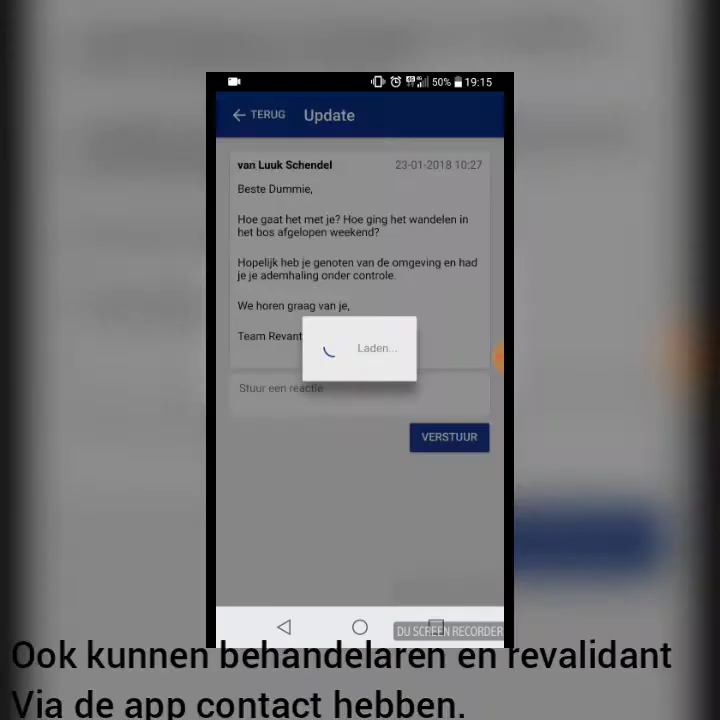 50% 19:15
TERUG Update
van Luuk Schendel 23-01-2018 10:27
Beste Dummie,
Hoe gaat het met je? Hoe ging het wandelen in
het bos afgelopen weekend?
Hopelijk heb je genoten van de omgeving en had
je je ademhaling onder controle.
We horen graag van je,
Team Revant
Laden...
Stuur een reactie
VERSTUUR
DU SCREEN RECORDER
Ook kunnen behandelaren en revalidant
Via de app contact hebben.